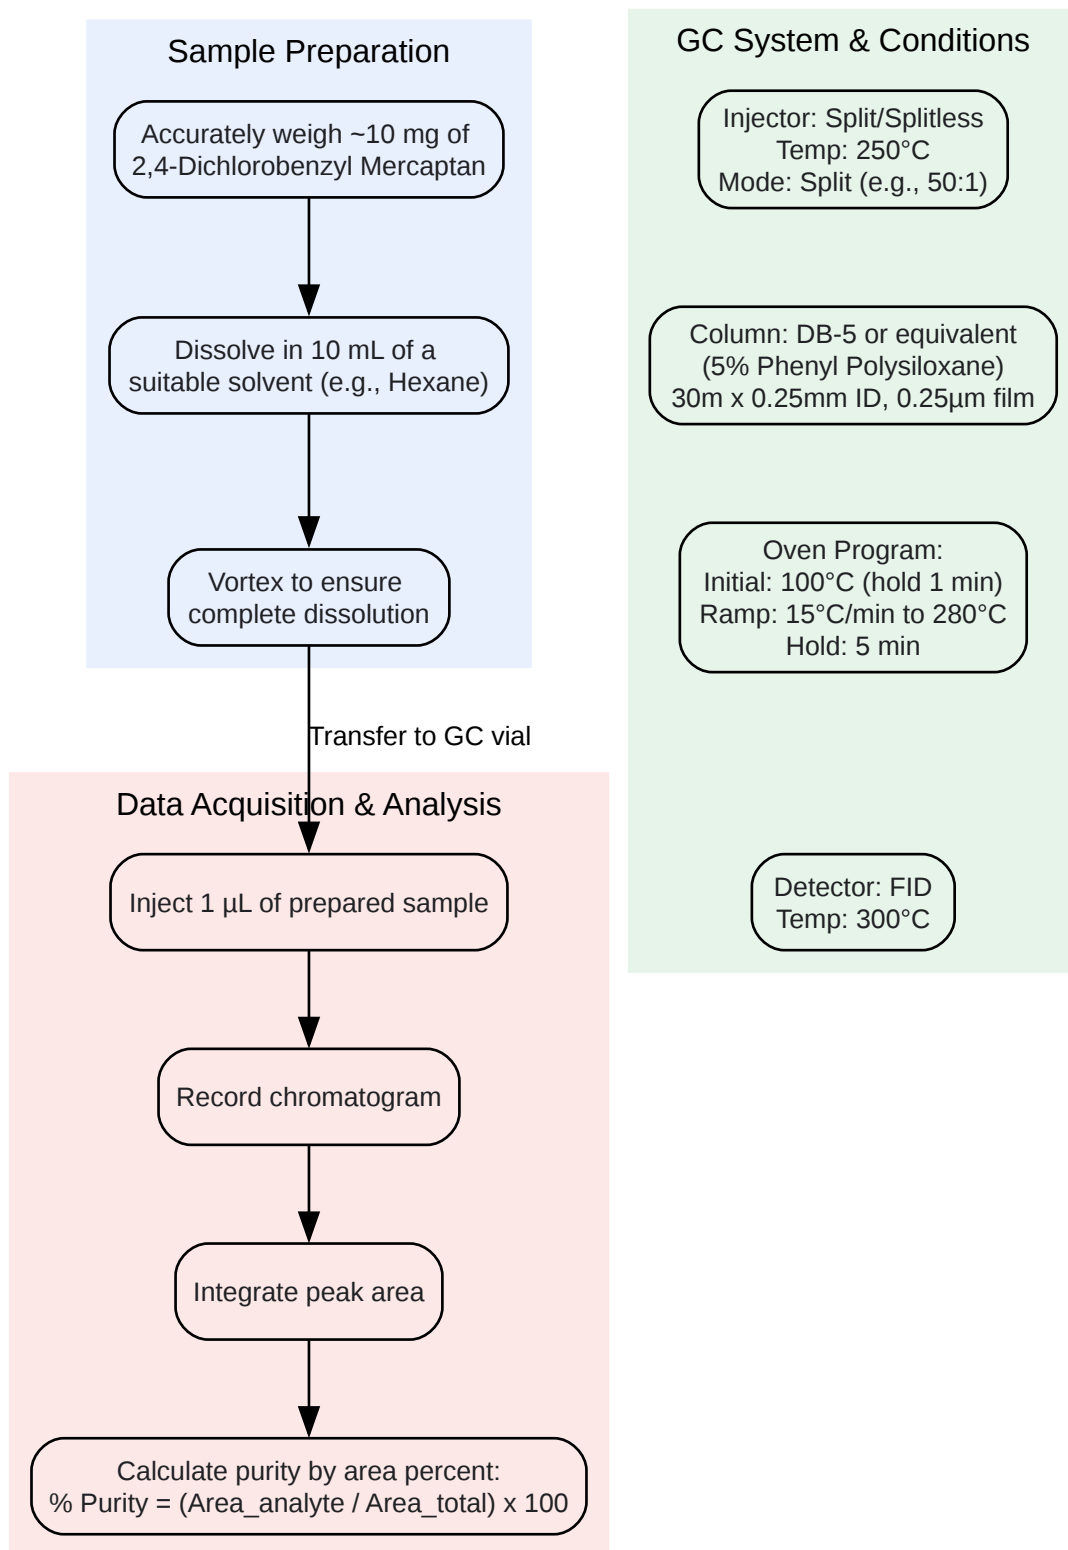 Sample Preparation
Accurately weigh ~10 mg of
2,4-Dichlorobenzyl Mercaptan
Dissolve in 10 mL of a
suitable solvent (e.g., Hexane)
Vortex to ensure
complete dissolution
Transfer to GC vial
Data Acquisition & Analysis
Inject 1 µL of prepared sample
Record chromatogram
Integrate peak area
Calculate purity by area percent:
% Purity = (Area_analyte / Area_total) x 100
GC System & Conditions
Injector: Split/Splitless
Temp: 250°C
Mode: Split (e.g., 50:1)
Column: DB-5 or equivalent
(5% Phenyl Polysiloxane)
30m x 0.25mm ID, 0.25µm film
Oven Program:
Initial: 100°C (hold 1 min)
Ramp: 15°C/min to 280°C
Hold: 5 min
Detector: FID
Temp: 300°C